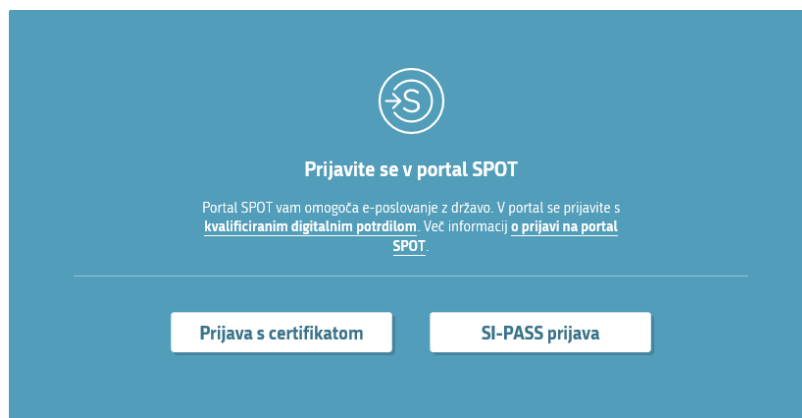 S
Prijavite se v portal SPOT
Portal SPOT vam omogoča e-poslovanje z državo. V portal se prijavite s
kvalificiranim digitalnim potrdilom. Več informacij o prijavi na portal
SPOT.
Prijava s certifikatom
SI-PASS prijava